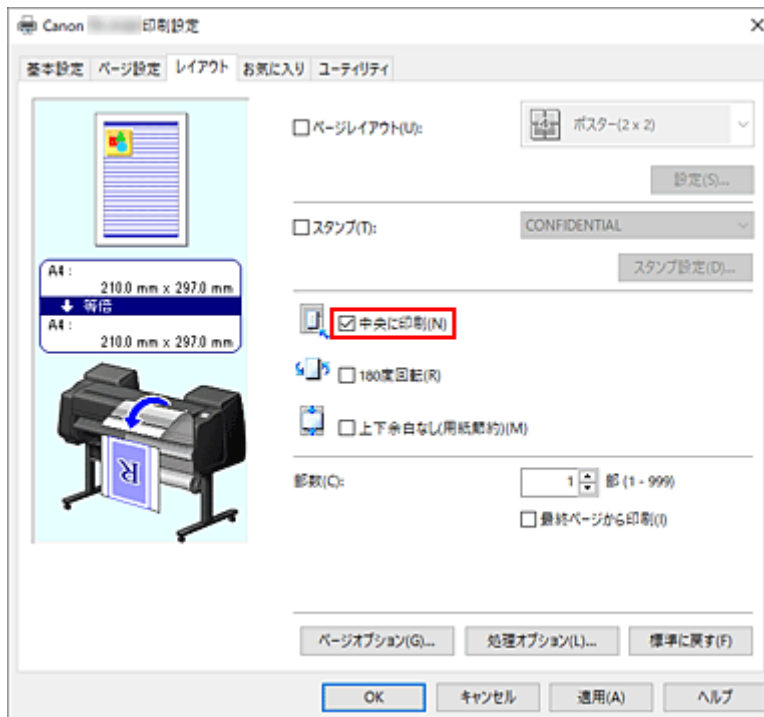 Canon 印刷設定
基本設定 ページ設定 レイアウト お気に入り ユーティリティ
ページレイアウト(U): ポスター(2 x 2)
設定(S)...
スタンプ(T): CONFIDENTIAL
スタンプ設定(D)...
A4 :
210.0 mm x 297.0 mm
等倍
A4 :
210.0 mm x 297.0 mm
中央に印刷(N)
180度回転(R)
上下余白なし(用紙節約)(M)
R
部数(C): 1 部 (1 - 999)
最終ページから印刷(I)
ページオプション(G)... 処理オプション(L)... 標準に戻す(F)
OK キャンセル 適用(A) ヘルプ